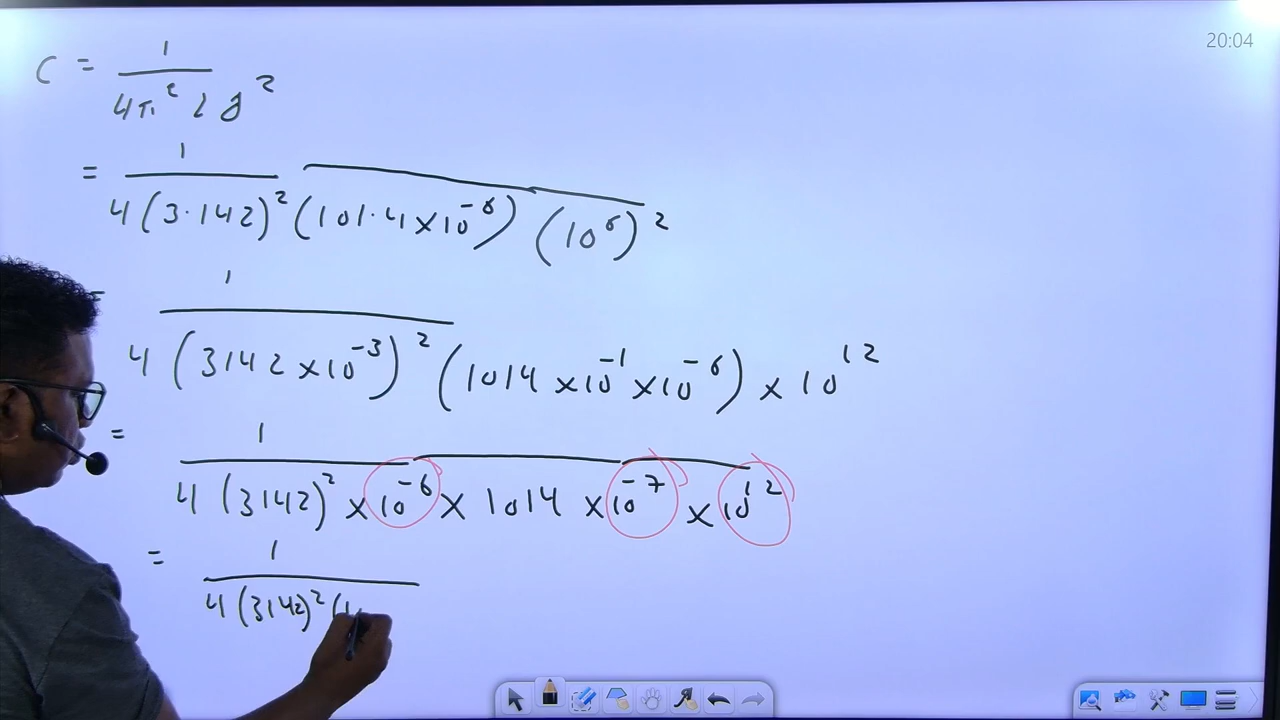 20:04
C = 1 / 4π² L f²
= 1 / 4(3.142)² (101.4×10⁻⁶) (10⁶)²
= 1 / 4(3142×10⁻³)² (1014×10⁻¹×10⁻⁶) × 10¹²
= 1 / 4(3142)² × 10⁻⁶ × 1014 × 10⁻⁷ × 10¹²
= 1 / 4(3142)² (1